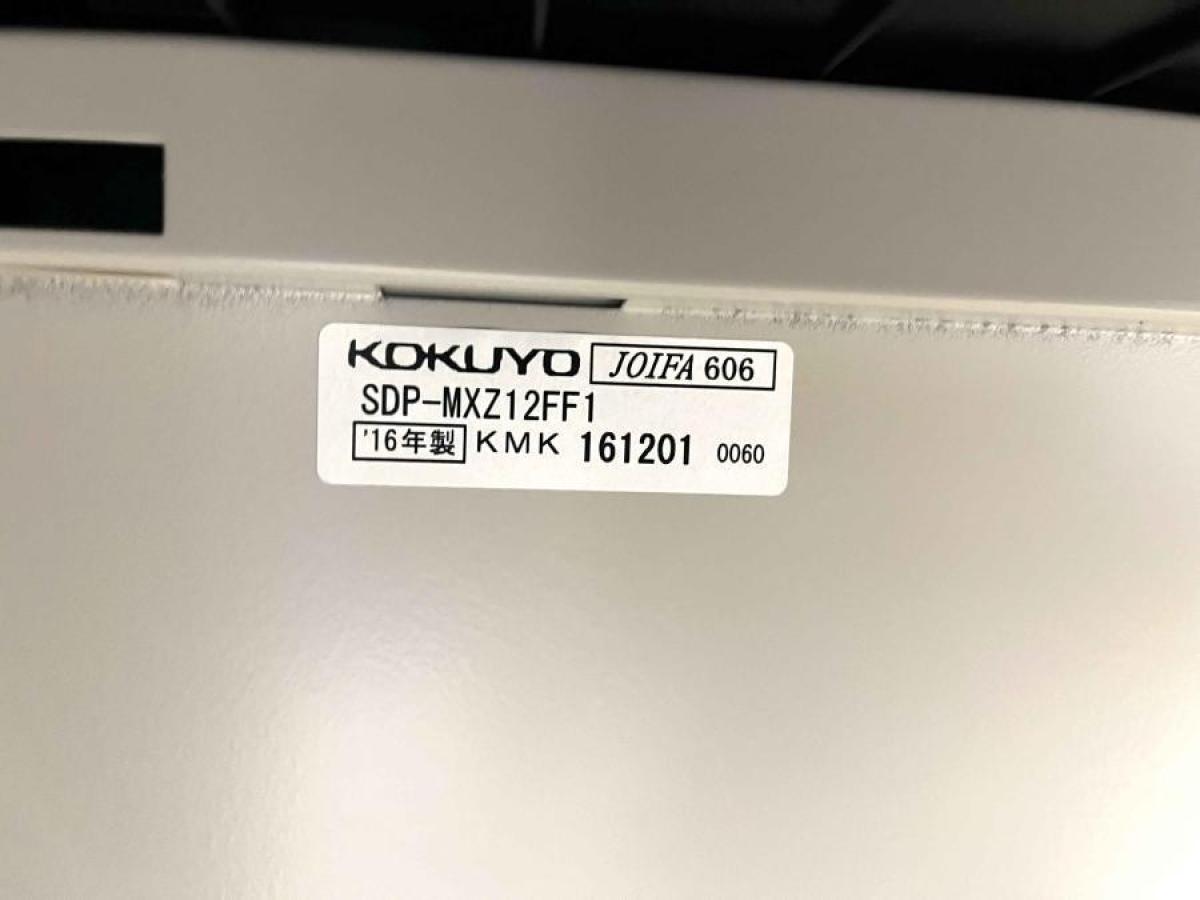 KOKUYO JOIFA 606
SDP-MXZ12FF1
'16年製 KMK 161201 0060